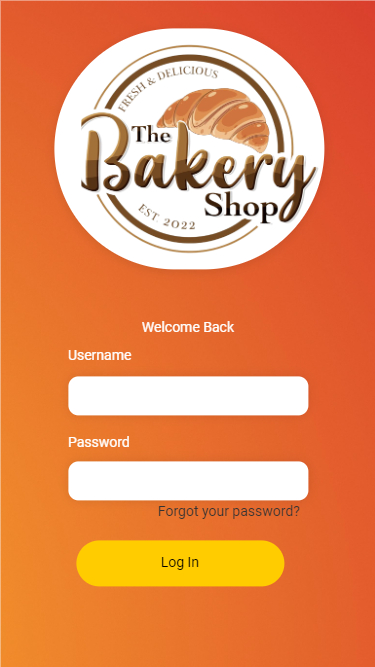 FRESH & DELICIOUS
The
Bakery
Shop
EST. 2022
Welcome Back
Username
Password
Forgot your password?
Log In